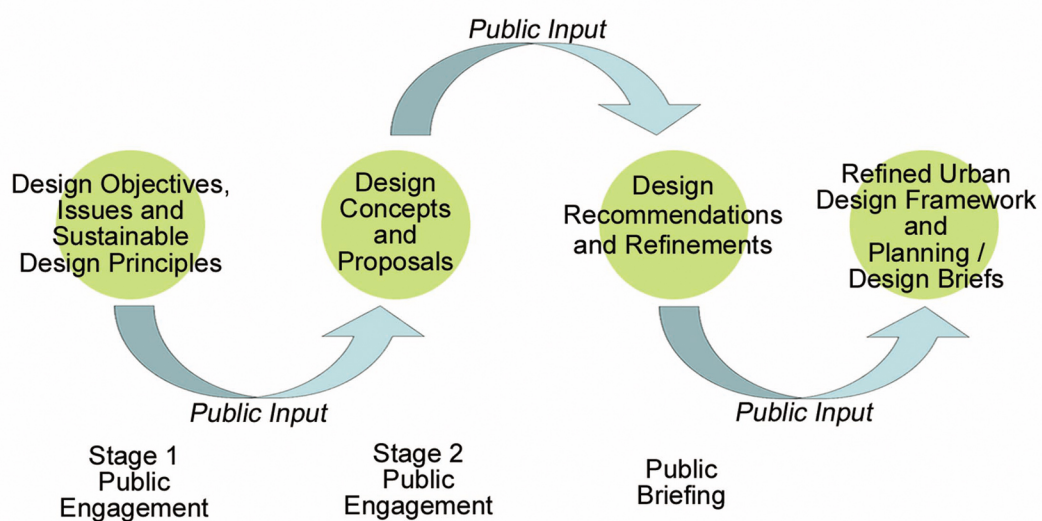 Public Input
Design Objectives,
Issues and
Sustainable
Design Principles
Design
Concepts
and
Proposals
Design
Recommendations
and Refinements
Refined Urban
Design Framework
and
Planning /
Design Briefs
Public Input
Public Input
Stage 1
Public
Engagement
Stage 2
Public
Engagement
Public
Briefing